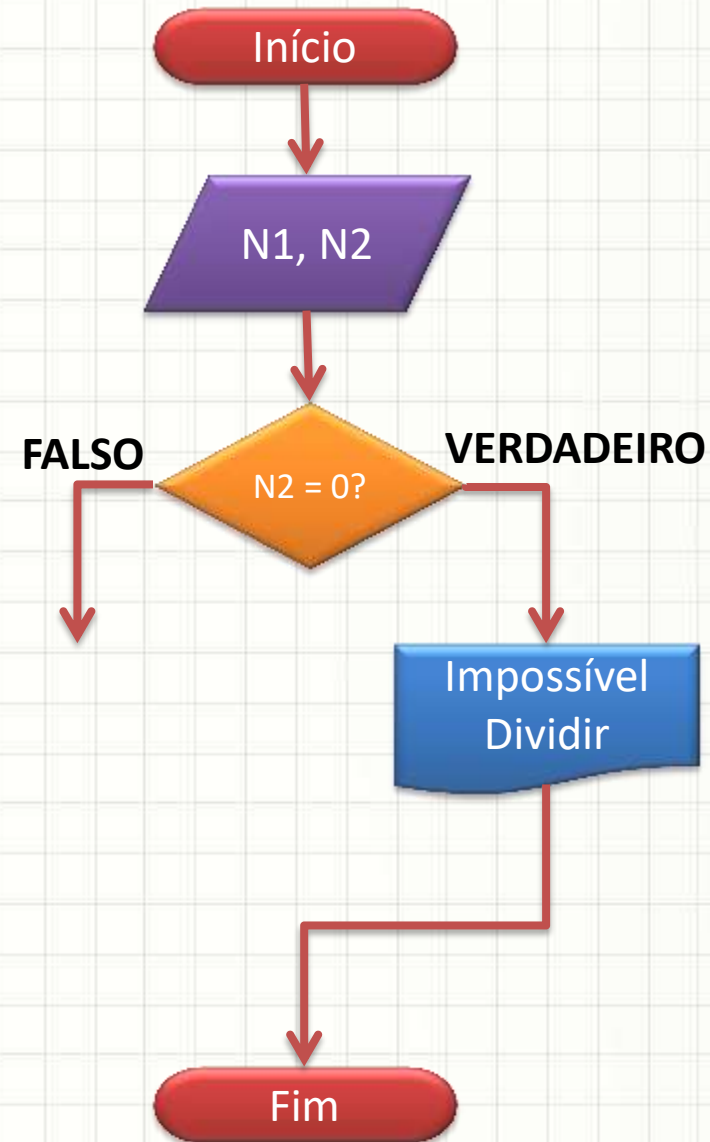 Início
N1, N2
FALSO
VERDADEIRO
N2 = 0?
Impossível
Dividir
Fim